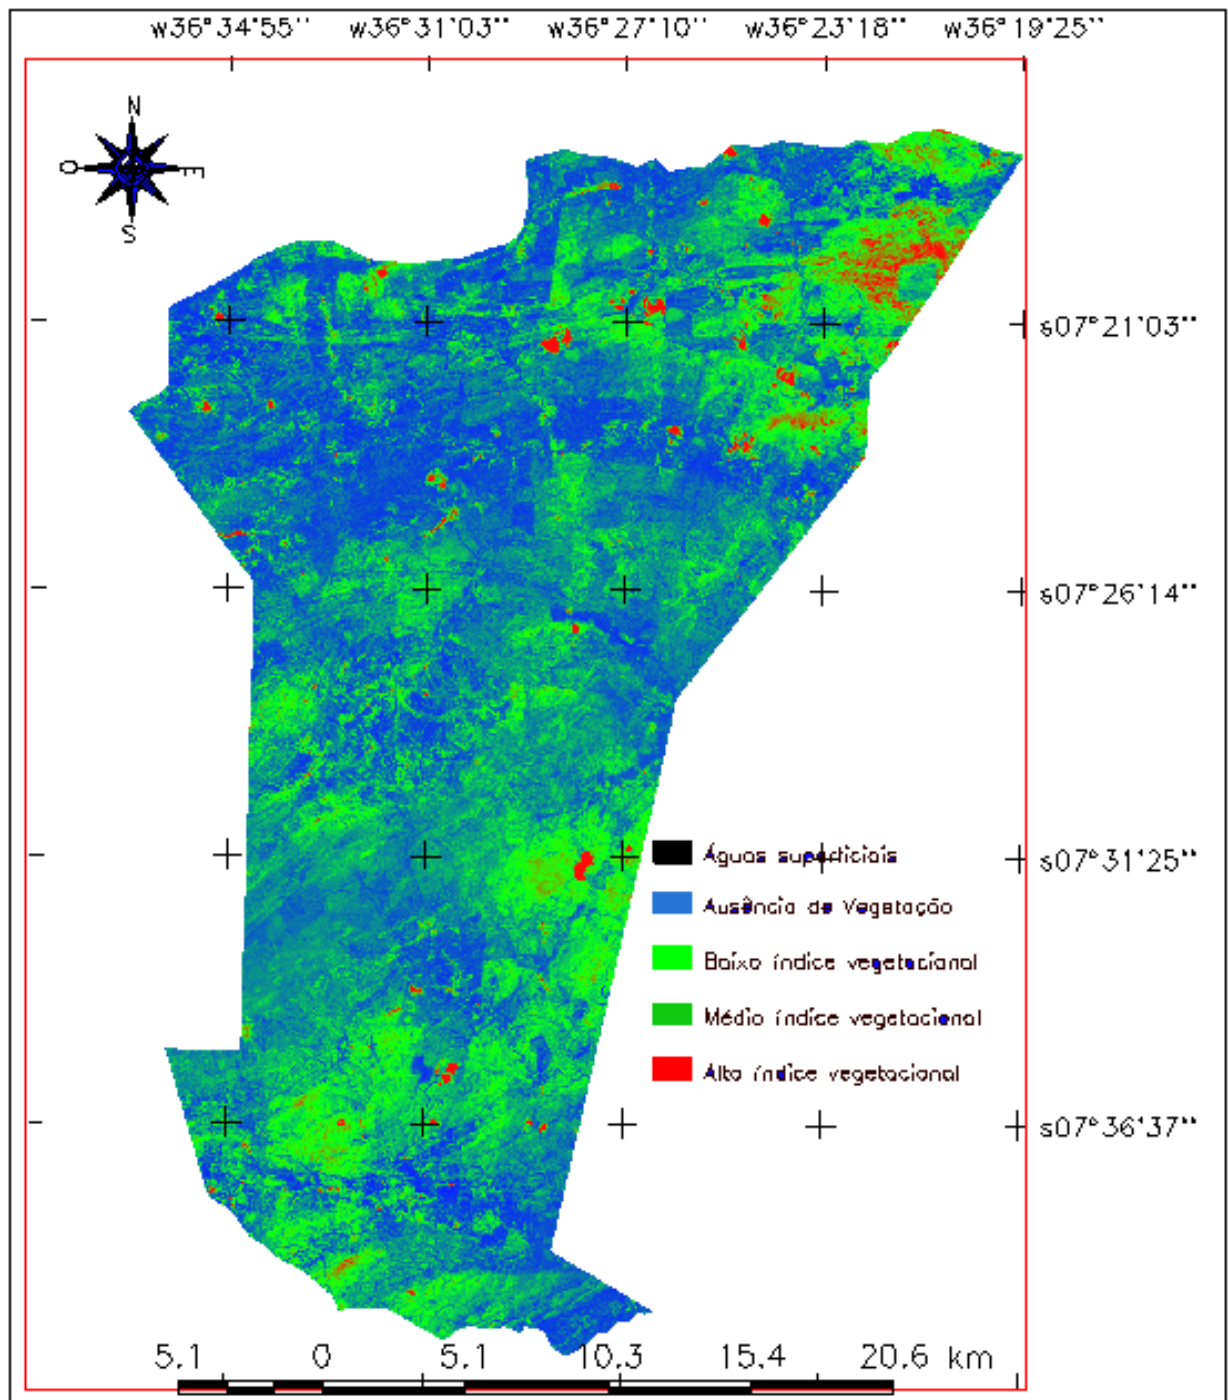 w36°34'55" w36°31'03" w36°27'10" w36°23'18" w36°19'25"
N
O E
S
s07°21'03"
s07°26'14"
s07°31'25"
s07°36'37"
Águas superficiais
Ausência de Vegetação
Baixo índice vegetacional
Médio índice vegetacional
Alto índice vegetacional
5.1 0 5.1 10.3 15.4 20.6 km